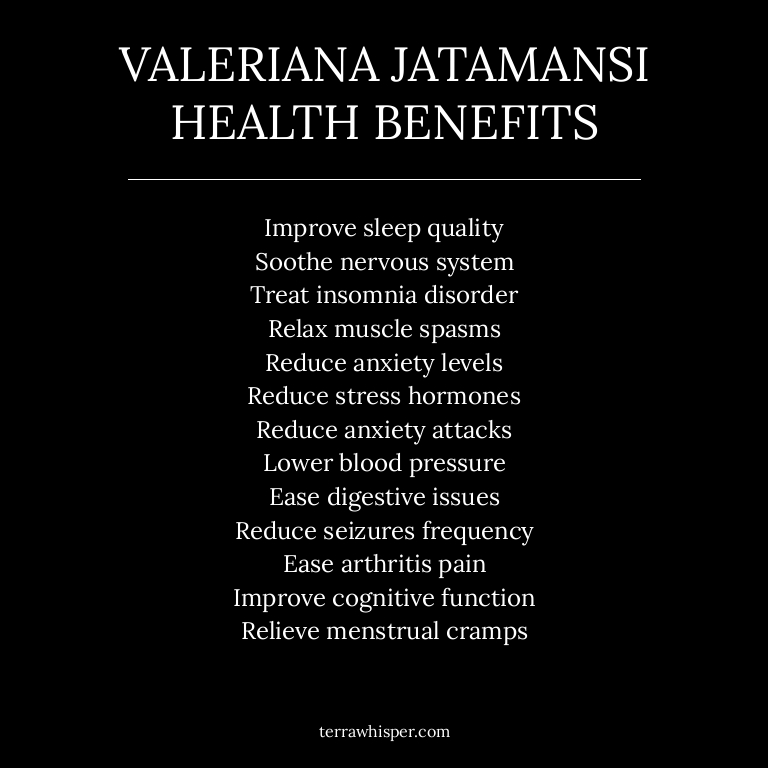 VALERIANA JATAMANSI
HEALTH BENEFITS
Improve sleep quality
Soothe nervous system
Treat insomnia disorder
Relax muscle spasms
Reduce anxiety levels
Reduce stress hormones
Reduce anxiety attacks
Lower blood pressure
Ease digestive issues
Reduce seizures frequency
Ease arthritis pain
Improve cognitive function
Relieve menstrual cramps
terrawhisper.com